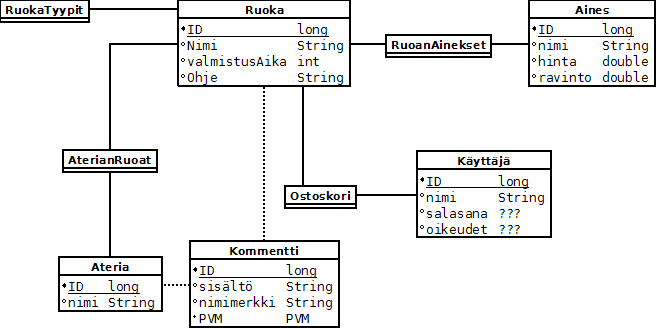 RuokaTyypit
Ruoka
ID long
Nimi String
valmistusAika int
Ohje String
RuoanAinekset
Aines
ID long
nimi String
hinta double
ravinto double
AterianRuoat
Ostoskori
Käyttäjä
ID long
nimi String
salasana ???
oikeudet ???
Ateria
ID long
nimi String
Kommentti
ID long
sisältö String
nimimerkki String
PVM PVM